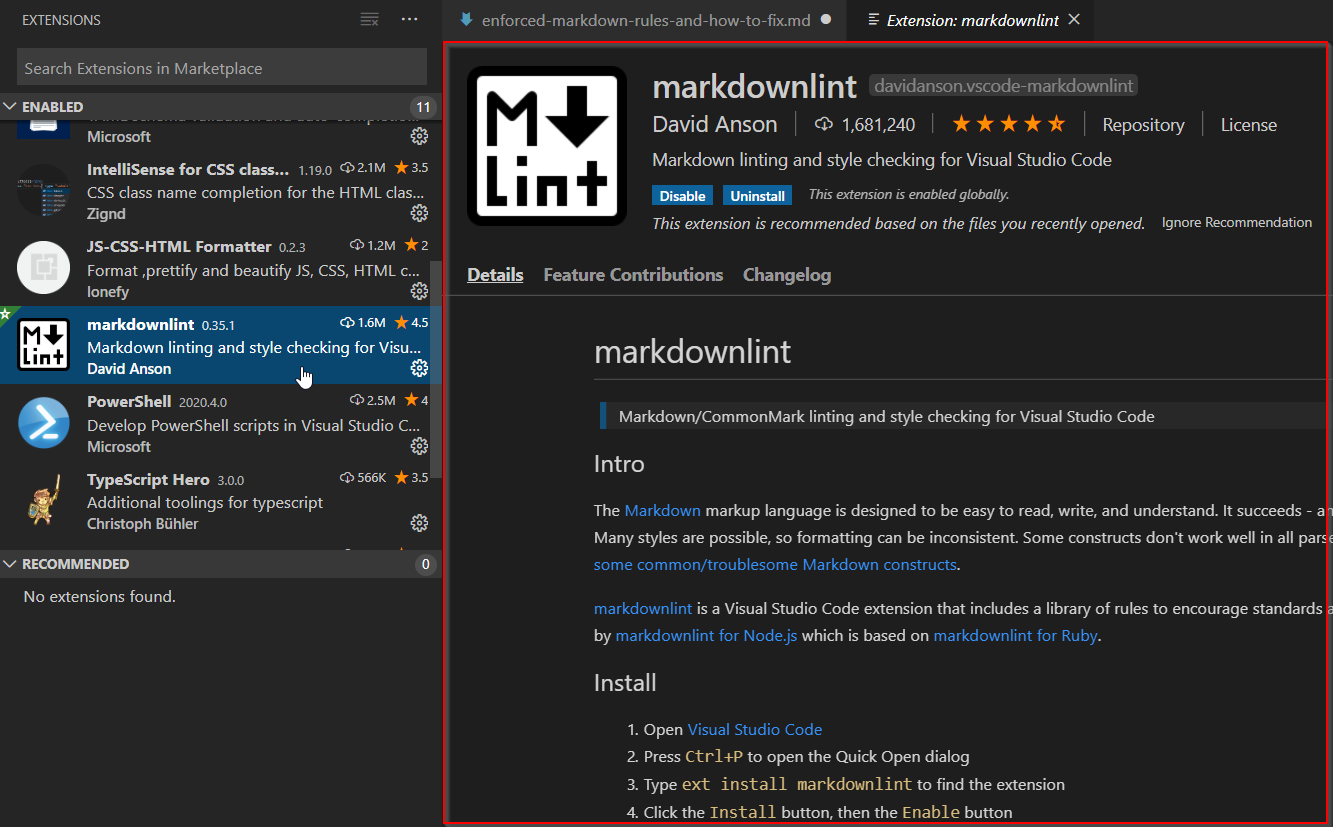 EXTENSIONS
Search Extensions in Marketplace
ENABLED 11
Microsoft
IntelliSense for CSS class... 1.19.0 2.1M 3.5
CSS class name completion for the HTML clas...
Zignd
JS-CSS-HTML Formatter 0.2.3 1.2M 2
Format ,prettify and beautify JS, CSS, HTML c...
lonefy
markdownlint 0.35.1 1.6M 4.5
Markdown linting and style checking for Visu...
David Anson
PowerShell 2020.4.0 2.5M 4
Develop PowerShell scripts in Visual Studio C...
Microsoft
TypeScript Hero 3.0.0 566K 3.5
Additional toolings for typescript
Christoph Bühler
RECOMMENDED 0
No extensions found.
enforced-markdown-rules-and-how-to-fix.md
Extension: markdownlint
M
lint
markdownlint davidanson.vscode-markdownlint
David Anson 1,681,240 Repository License
Markdown linting and style checking for Visual Studio Code
Disable Uninstall This extension is enabled globally.
This extension is recommended based on the files you recently opened. Ignore Recommendation
Details Feature Contributions Changelog
markdownlint
Markdown/CommonMark linting and style checking for Visual Studio Code
Intro
The Markdown markup language is designed to be easy to read, write, and understand. It succeeds -
Many styles are possible, so formatting can be inconsistent. Some constructs don't work well in all
some common/troublesome Markdown constructs.
markdownlint is a Visual Studio Code extension that includes a library of rules to encourage standards
by markdownlint for Node.js which is based on markdownlint for Ruby.
Install
1. Open Visual Studio Code
2. Press Ctrl+P to open the Quick Open dialog
3. Type ext install markdownlint to find the extension
4. Click the Install button, then the Enable button